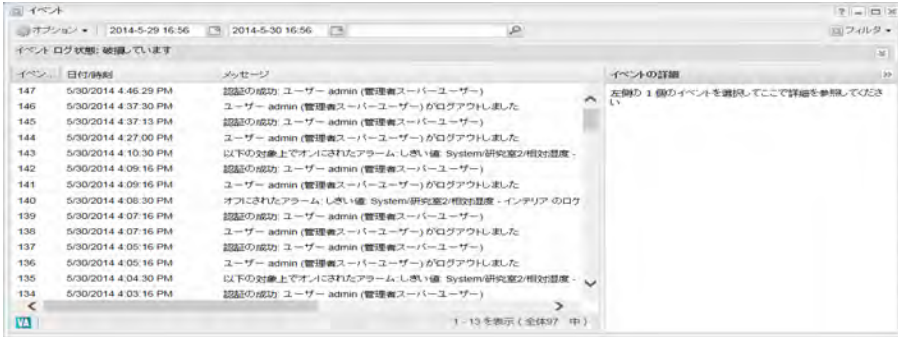 イベント
オプション 2014-5-29 16:56 2014-5-30 16:56 フィルタ
イベント ログ状態: 破損しています
イベン... 日付/時刻 メッセージ イベントの詳細
147 5/30/2014 4:46:29 PM 認証の成功: ユーザー admin (管理者スーパーユーザー)
左側の 1 個のイベントを選択してここで詳細を参照してください
146 5/30/2014 4:37:30 PM ユーザー admin (管理者スーパーユーザー) がログアウトしました
145 5/30/2014 4:37:13 PM 認証の成功: ユーザー admin (管理者スーパーユーザー)
144 5/30/2014 4:27:00 PM ユーザー admin (管理者スーパーユーザー) がログアウトしました
143 5/30/2014 4:10:30 PM 以下の対象上でオンにされたアラーム: しきい値: System/研究室2/相対湿度 -
142 5/30/2014 4:09:16 PM 認証の成功: ユーザー admin (管理者スーパーユーザー)
141 5/30/2014 4:09:16 PM ユーザー admin (管理者スーパーユーザー) がログアウトしました
140 5/30/2014 4:08:30 PM オフにされたアラーム: しきい値: System/研究室2/相対湿度 - インテリア のロケ
139 5/30/2014 4:07:16 PM 認証の成功: ユーザー admin (管理者スーパーユーザー)
138 5/30/2014 4:07:16 PM ユーザー admin (管理者スーパーユーザー) がログアウトしました
137 5/30/2014 4:05:16 PM 認証の成功: ユーザー admin (管理者スーパーユーザー)
136 5/30/2014 4:05:16 PM ユーザー admin (管理者スーパーユーザー) がログアウトしました
135 5/30/2014 4:04:30 PM 以下の対象上でオンにされたアラーム: しきい値: System/研究室2/相対湿度 -
134 5/30/2014 4:03:16 PM 認証の成功: ユーザー admin (管理者スーパーユーザー)
1 - 13 を表示 ( 全体97 中 )